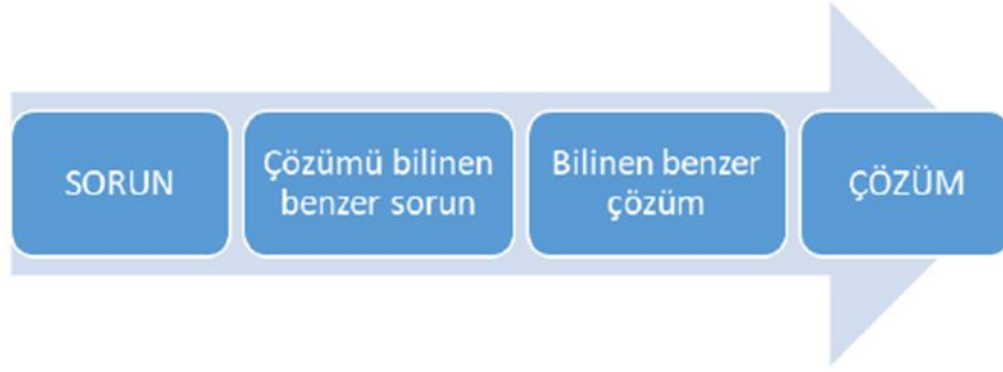 SORUN
Çözümü bilinen
benzer sorun
Bilinen benzer
çözüm
ÇÖZÜM